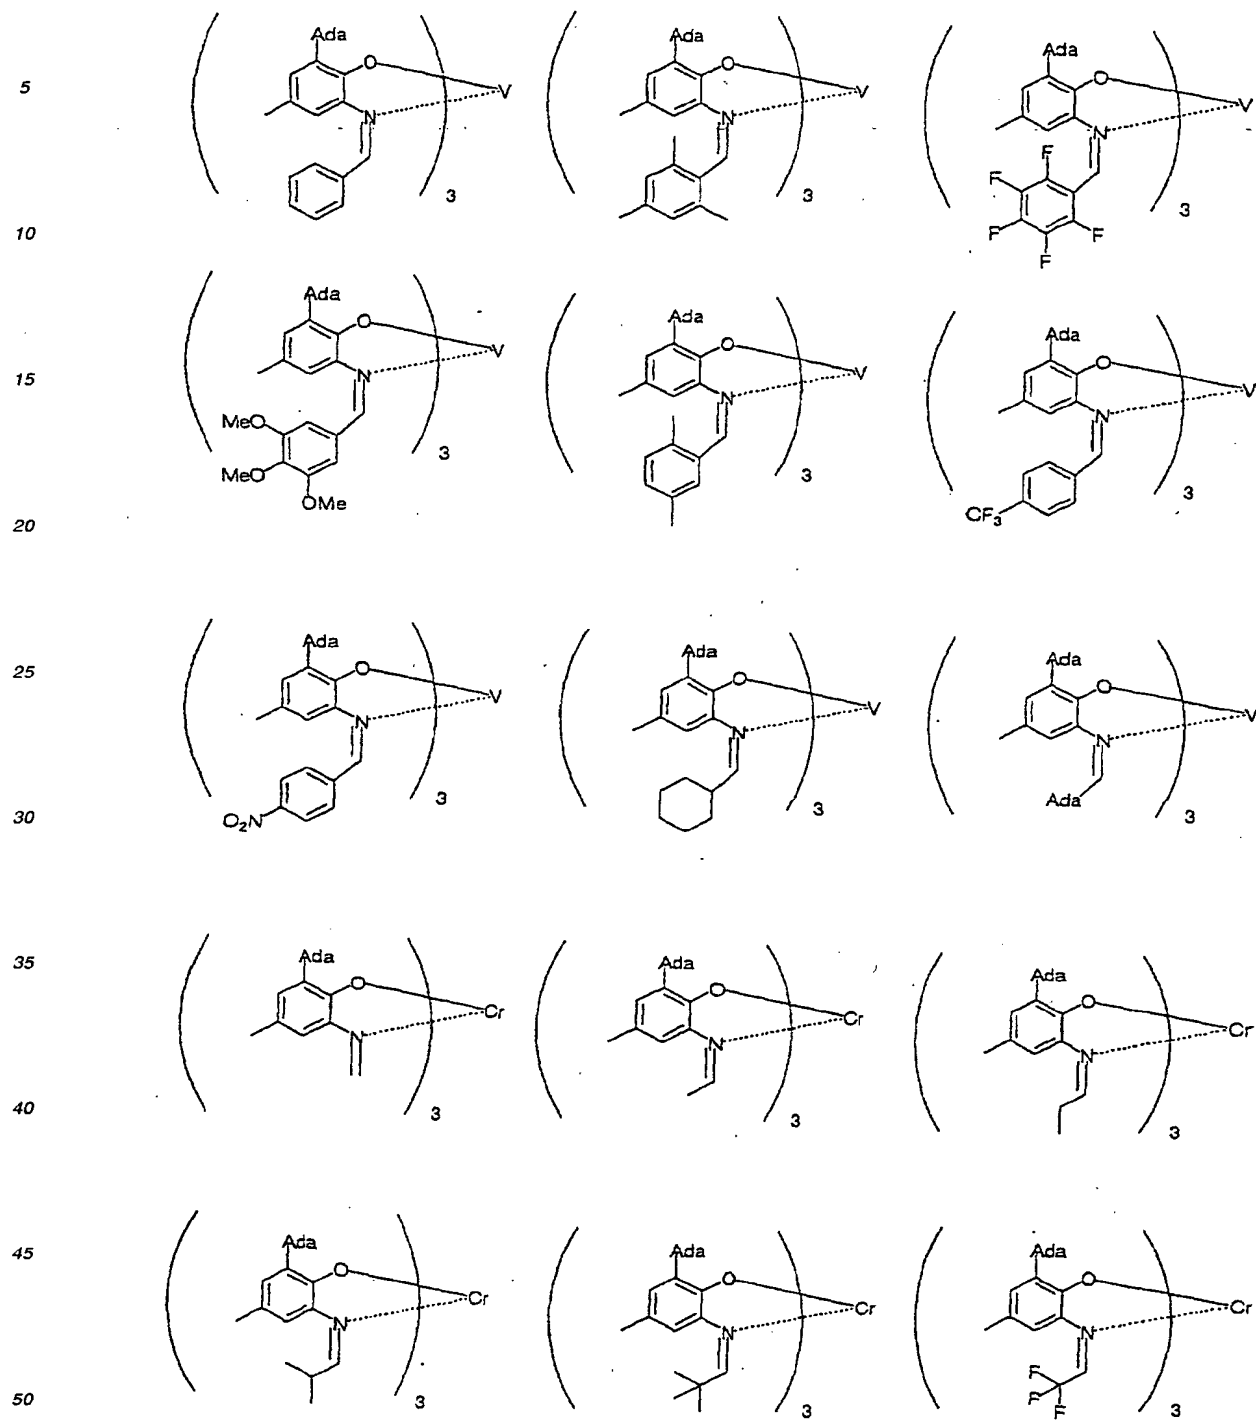 Ada Ada Ada
5 O V O V O V
N N N
F
F
3 3 3
10 F F
F
Ada Ada Ada
O V O V O V
15 N N N
MeO
MeO 3 3 3
OMe CF3
20
Ada Ada Ada
25 O V O V O V
N N N
3 Ada
30 O2N 3 3
35 Ada Ada Ada
O Cr O Cr O Cr
N N N
40 3 3 3
45 Ada Ada Ada
O Cr O Cr O Cr
N N N
F
F
50 3 3 F 3